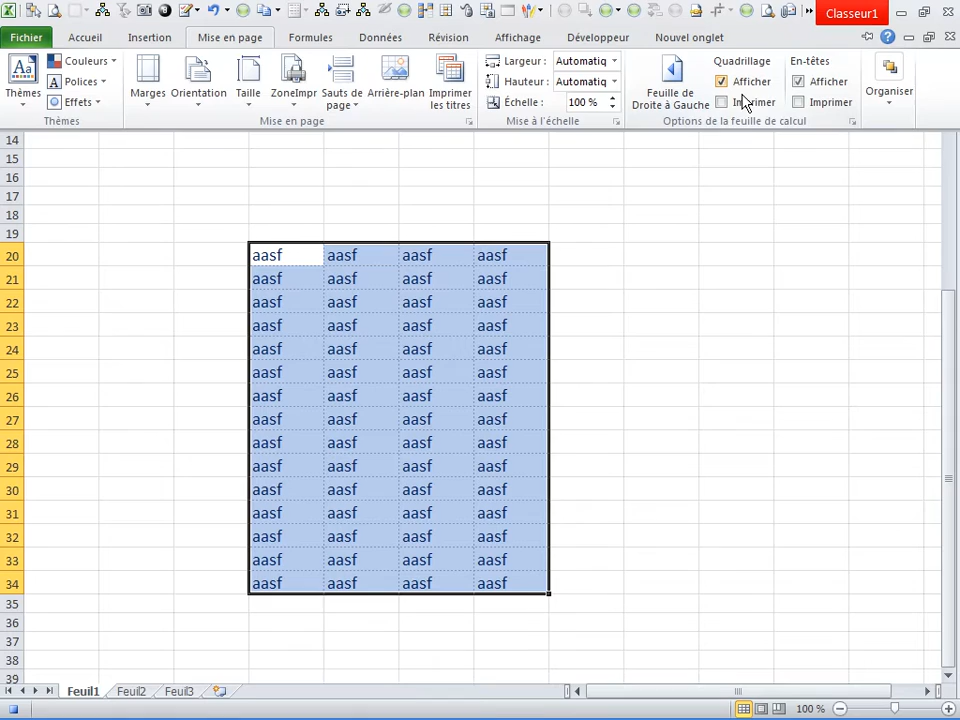 Classeur1
Fichier Accueil Insertion Mise en page Formules Données Révision Affichage Développeur Nouvel onglet
Thèmes
Couleurs
Polices
Effets
Thèmes
Marges
Orientation
Taille
ZoneImpr
Sauts de page
Arrière-plan
Imprimer les titres
Mise en page
Largeur : Automatiq
Hauteur : Automatiq
Échelle : 100 %
Mise à l'échelle
Feuille de Droite à Gauche
Quadrillage
Afficher
Imprimer
En-têtes
Afficher
Imprimer
Options de la feuille de calcul
Organiser
14
15
16
17
18
19
20 aasf aasf aasf aasf
21 aasf aasf aasf aasf
22 aasf aasf aasf aasf
23 aasf aasf aasf aasf
24 aasf aasf aasf aasf
25 aasf aasf aasf aasf
26 aasf aasf aasf aasf
27 aasf aasf aasf aasf
28 aasf aasf aasf aasf
29 aasf aasf aasf aasf
30 aasf aasf aasf aasf
31 aasf aasf aasf aasf
32 aasf aasf aasf aasf
33 aasf aasf aasf aasf
34 aasf aasf aasf aasf
35
36
37
38
39
Feuil1 Feuil2 Feuil3
100 %